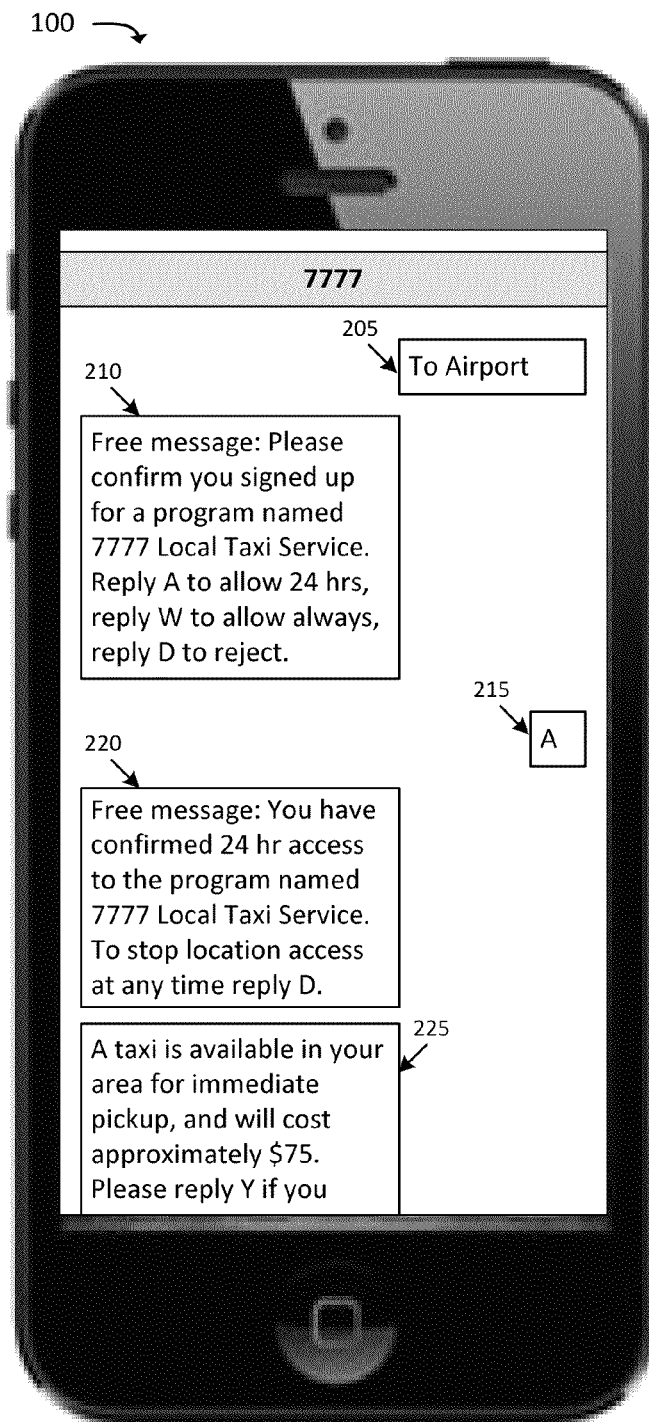 100
7777
205
To Airport
210
Free message: Please
confirm you signed up
for a program named
7777 Local Taxi Service.
Reply A to allow 24 hrs,
reply W to allow always,
reply D to reject.
215
A
220
Free message: You have
confirmed 24 hr access
to the program named
7777 Local Taxi Service.
To stop location access
at any time reply D.
225
A taxi is available in your
area for immediate
pickup, and will cost
approximately $75.
Please reply Y if you